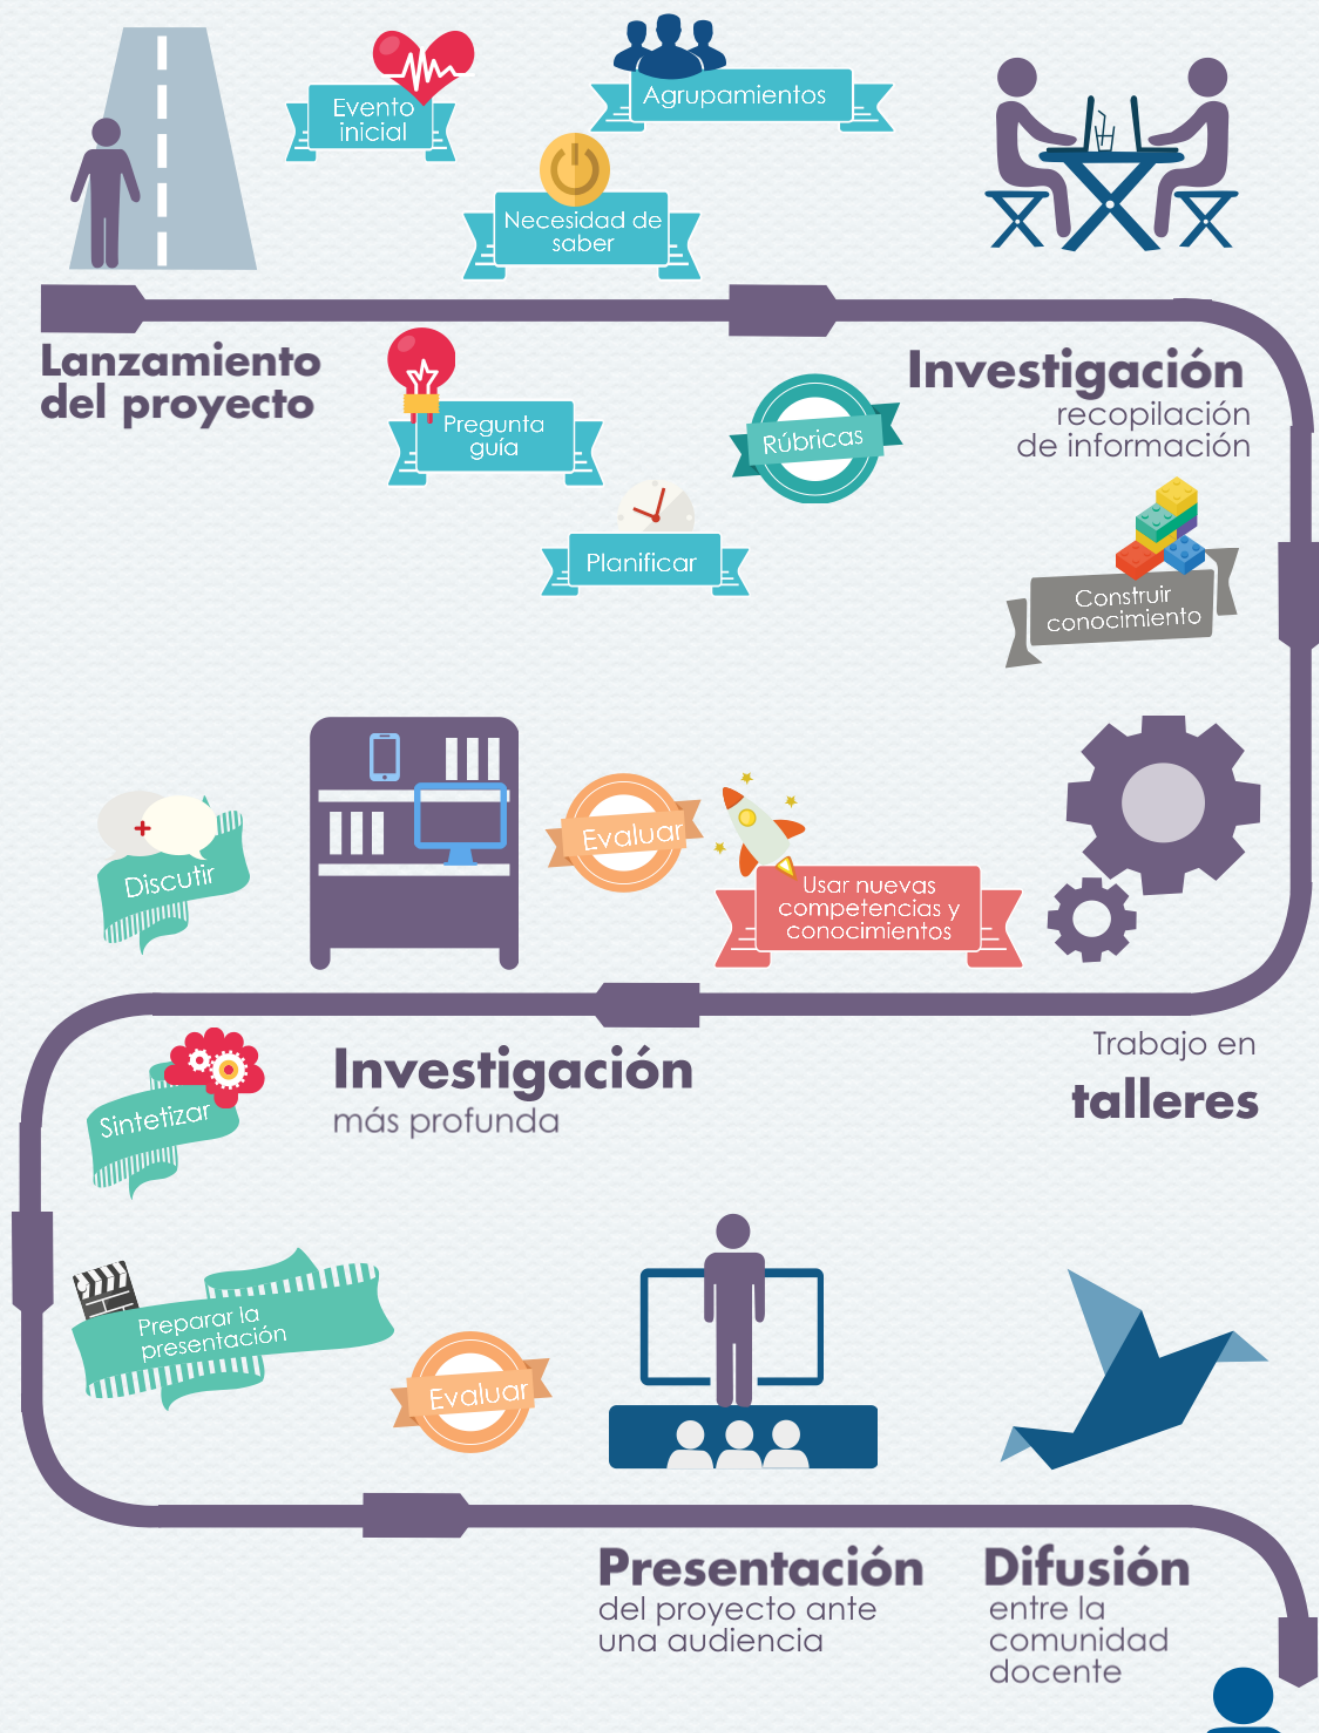 Evento
inicial
Agrupamientos
Necesidad de
saber
Lanzamiento
del proyecto
Pregunta
guía
Rúbricas
Planificar
Investigación
recopilación
de información
Construir
conocimiento
Discutir
Evaluar
Usar nuevas
competencias y
conocimientos
Sintetizar
Investigación
más profunda
Trabajo en
talleres
Preparar la
presentación
Evaluar
Presentación
del proyecto ante
una audiencia
Difusión
entre la
comunidad
docente